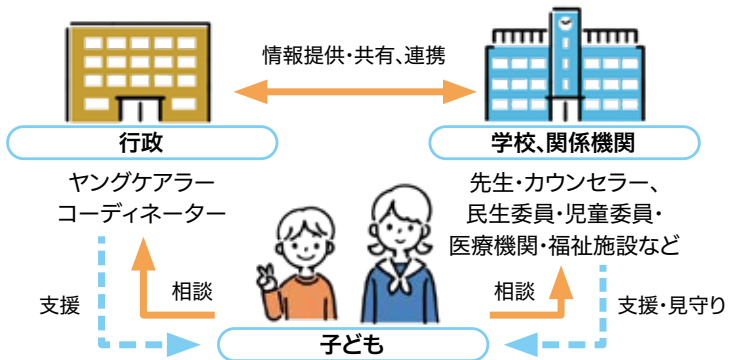 情報提供・共有、連携
行政
学校、関係機関
ヤングケアラー
コーディネーター
先生・カウンセラー、
民生委員・児童委員・
医療機関・福祉施設など
支援
相談
相談
支援・見守り
子ども